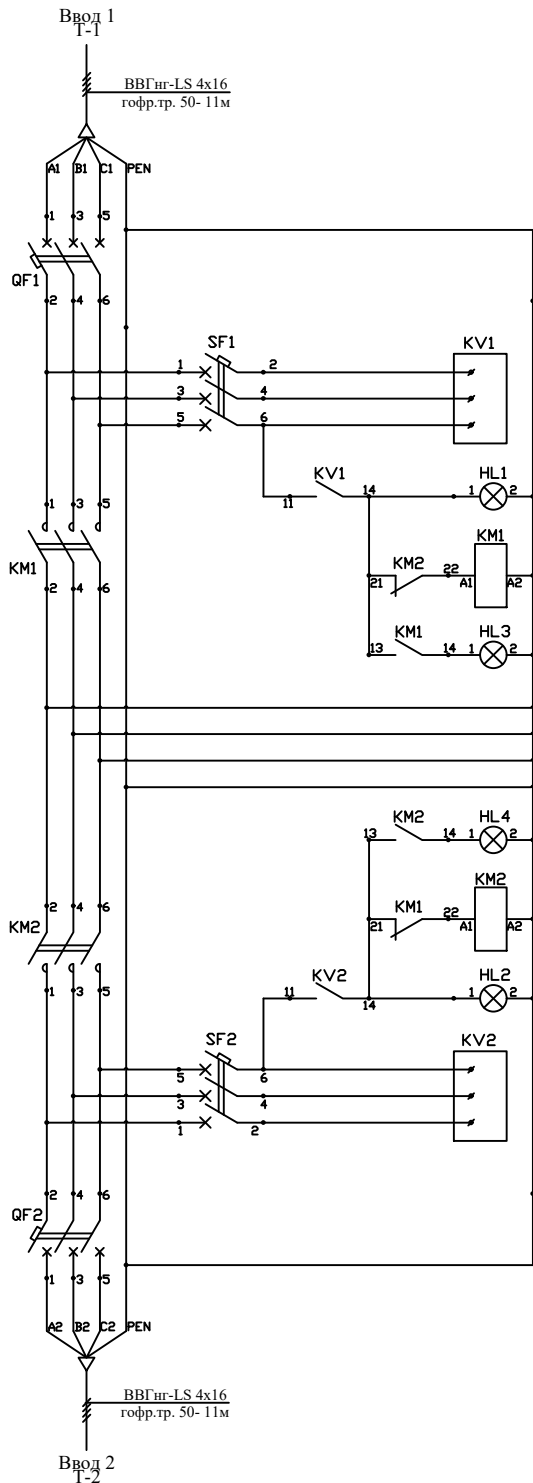 Ввод 1
Т-1
ВВГнг-LS 4x16
гофр.тр. 50- 11м
A1 B1 C1 PEN
1 3 5
QF1
2 4 6
SF1 KV1
1 2
3 4
5 6
KV1 HL1
11 14 1 2
1 3 5
KM1
2 4 6
KM2 KM1
21 22 A1 A2
KM1 HL3
13 14 1 2
KM2 HL4
13 14 1 2
KM1 KM2
21 22 A1 A2
2 4 6
KM2
1 3 5
KV2 HL2
11 14 1 2
SF2 KV2
5 6
3 4
1 2
2 4 6
QF2
1 3 5
A2 B2 C2 PEN
ВВГнг-LS 4x16
гофр.тр. 50- 11м
Ввод 2
Т-2